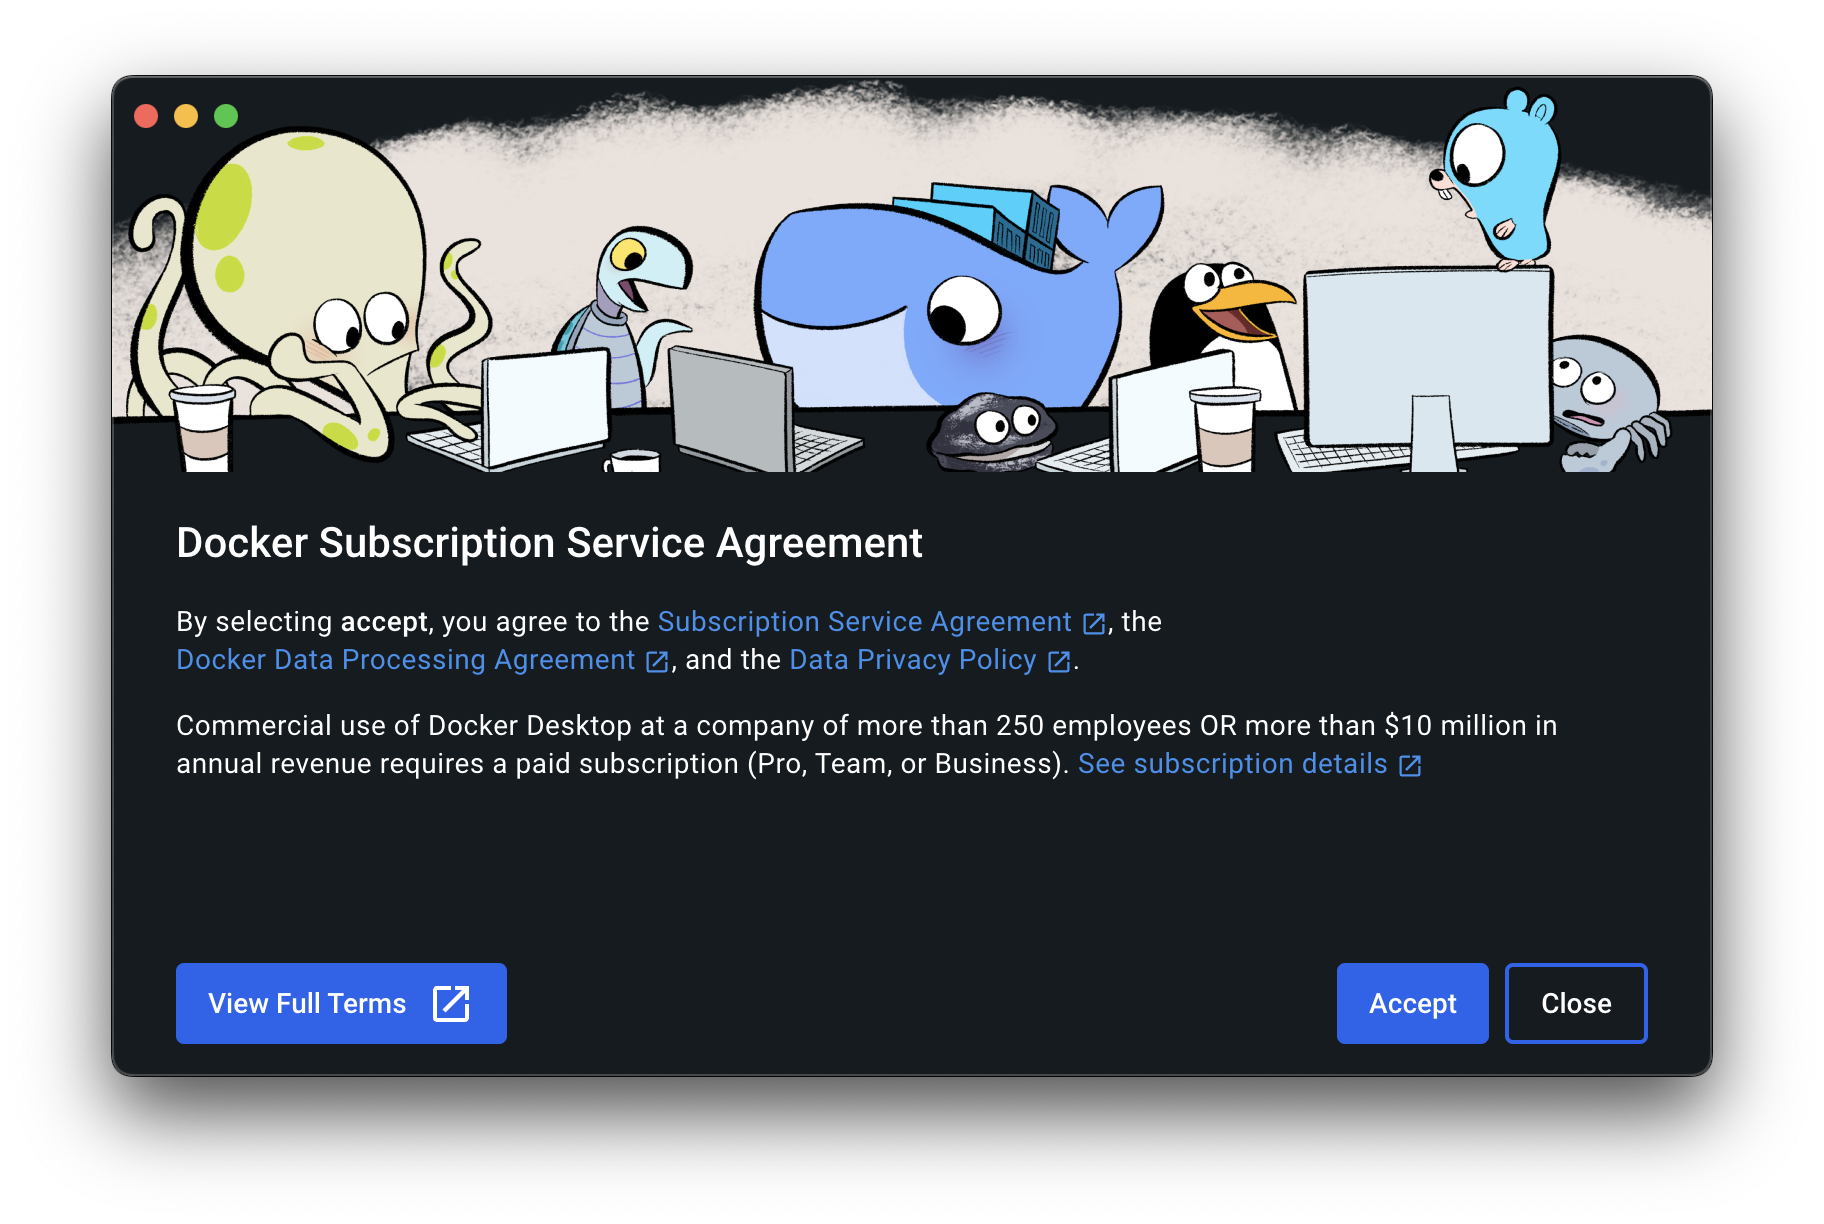 Docker Subscription Service Agreement
By selecting accept, you agree to the Subscription Service Agreement, the
Docker Data Processing Agreement, and the Data Privacy Policy.
Commercial use of Docker Desktop at a company of more than 250 employees OR more than $10 million in
annual revenue requires a paid subscription (Pro, Team, or Business). See subscription details
View Full Terms
Accept
Close